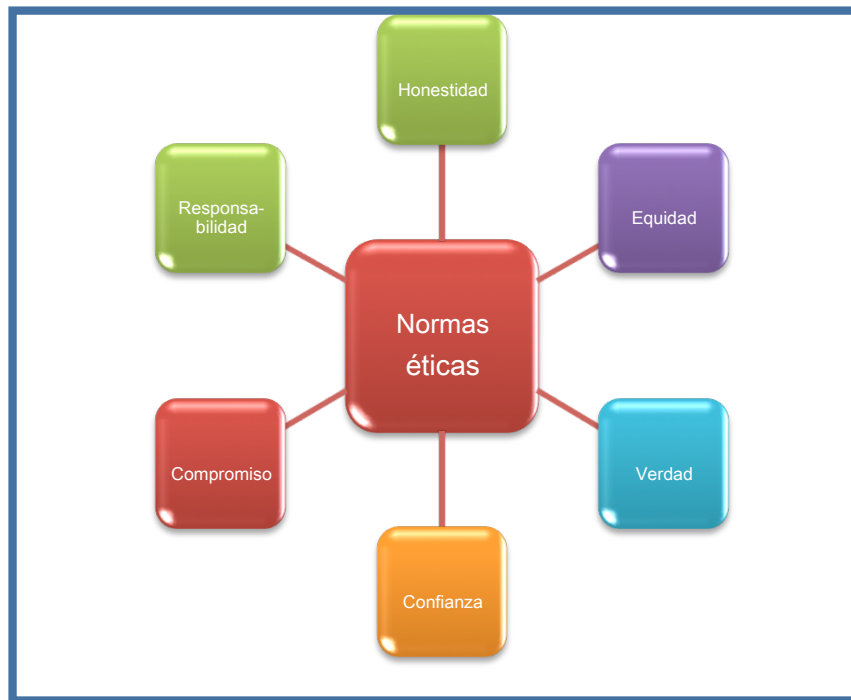 Honestidad
Responsa-
bilidad
Equidad
Normas
éticas
Compromiso
Verdad
Confianza